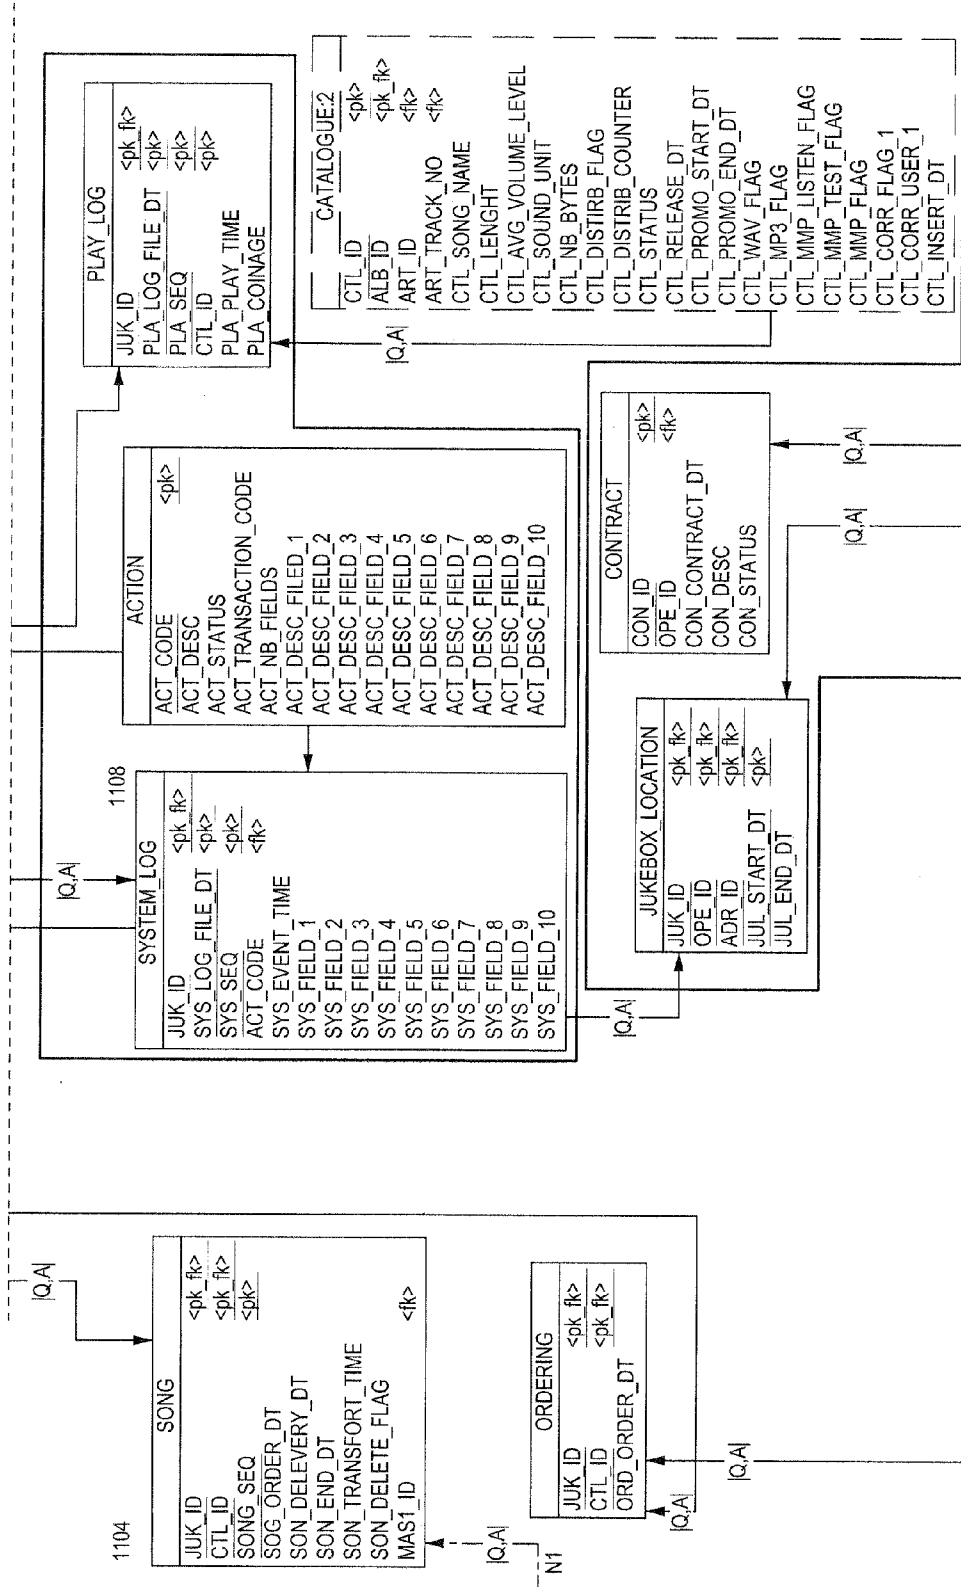 |Q,A|
1104
SONG
JUK_ID <pk_fk>
CTL_ID <pk_fk>
SONG_SEQ <pk>
SOG_ORDER_DT
SON_DELEVERY_DT
SON_END_DT
SON_TRANSFORT_TIME
SON_DELETE_FLAG
MAS1_ID <fk>
|Q,A|
N1
ORDERING
JUK_ID <pk_fk>
CTL_ID <pk_fk>
ORD_ORDER_DT
|Q,A|
|Q,A|
|Q,A|
1108
SYSTEM_LOG
JUK_ID <pk_fk>
SYS_LOG_FILE_DT <pk>
SYS_SEQ <pk>
ACT_CODE <fk>
SYS_EVENT_TIME
SYS_FIELD_1
SYS_FIELD_2
SYS_FIELD_3
SYS_FIELD_4
SYS_FIELD_5
SYS_FIELD_6
SYS_FIELD_7
SYS_FIELD_8
SYS_FIELD_9
SYS_FIELD_10
|Q,A|
ACTION
ACT_CODE <pk>
ACT_DESC
ACT_STATUS
ACT_TRANSACTION_CODE
ACT_NB_FIELDS
ACT_DESC_FILED_1
ACT_DESC_FIELD_2
ACT_DESC_FIELD_3
ACT_DESC_FIELD_4
ACT_DESC_FIELD_5
ACT_DESC_FIELD_6
ACT_DESC_FIELD_7
ACT_DESC_FIELD_8
ACT_DESC_FIELD_9
ACT_DESC_FIELD_10
PLAY_LOG
JUK_ID <pk_fk>
PLA_LOG_FILE_DT <pk>
PLA_SEQ <pk>
CTL_ID <pk>
PLA_PLAY_TIME
PLA_COINAGE
|Q,A|
CATALOGUE:2
CTL_ID <pk>
ALB_ID <pk_fk>
ART_ID <fk>
ART_TRACK_NO <fk>
CTL_SONG_NAME
CTL_LENGHT
CTL_AVG_VOLUME_LEVEL
CTL_SOUND_UNIT
CTL_NB_BYTES
CTL_DISTIRB_FLAG
CTL_DISTRIB_COUNTER
CTL_STATUS
CTL_RELEASE_DT
CTL_PROMO_START_DT
CTL_PROMO_END_DT
CTL_WAV_FLAG
CTL_MP3_FLAG
CTL_MMP_LISTEN_FLAG
CTL_MMP_TEST_FLAG
CTL_MMP_FLAG
CTL_CORR_FLAG 1
CTL_CORR_USER_1
CTL_INSERT_DT
JUKEBOX_LOCATION
JUK_ID <pk_fk>
OPE_ID <pk_fk>
ADR_ID <pk_fk>
JUL_START_DT <pk>
JUL_END_DT
|Q,A|
CONTRACT
CON_ID <pk>
OPE_ID <fk>
CON_CONTRACT_DT
CON_DESC
CON_STATUS
|Q,A|